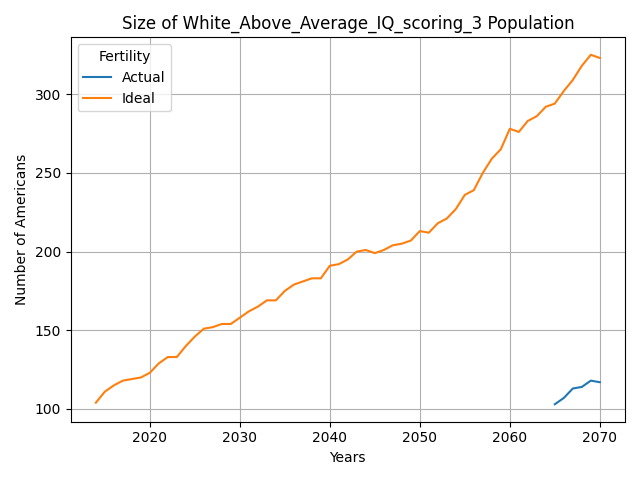 Size of White_Above_Average_IQ_scoring_3 Population
Fertility
Actual
Ideal
Number of Americans
300
250
200
150
100
2020
2030
2040
2050
2060
2070
Years